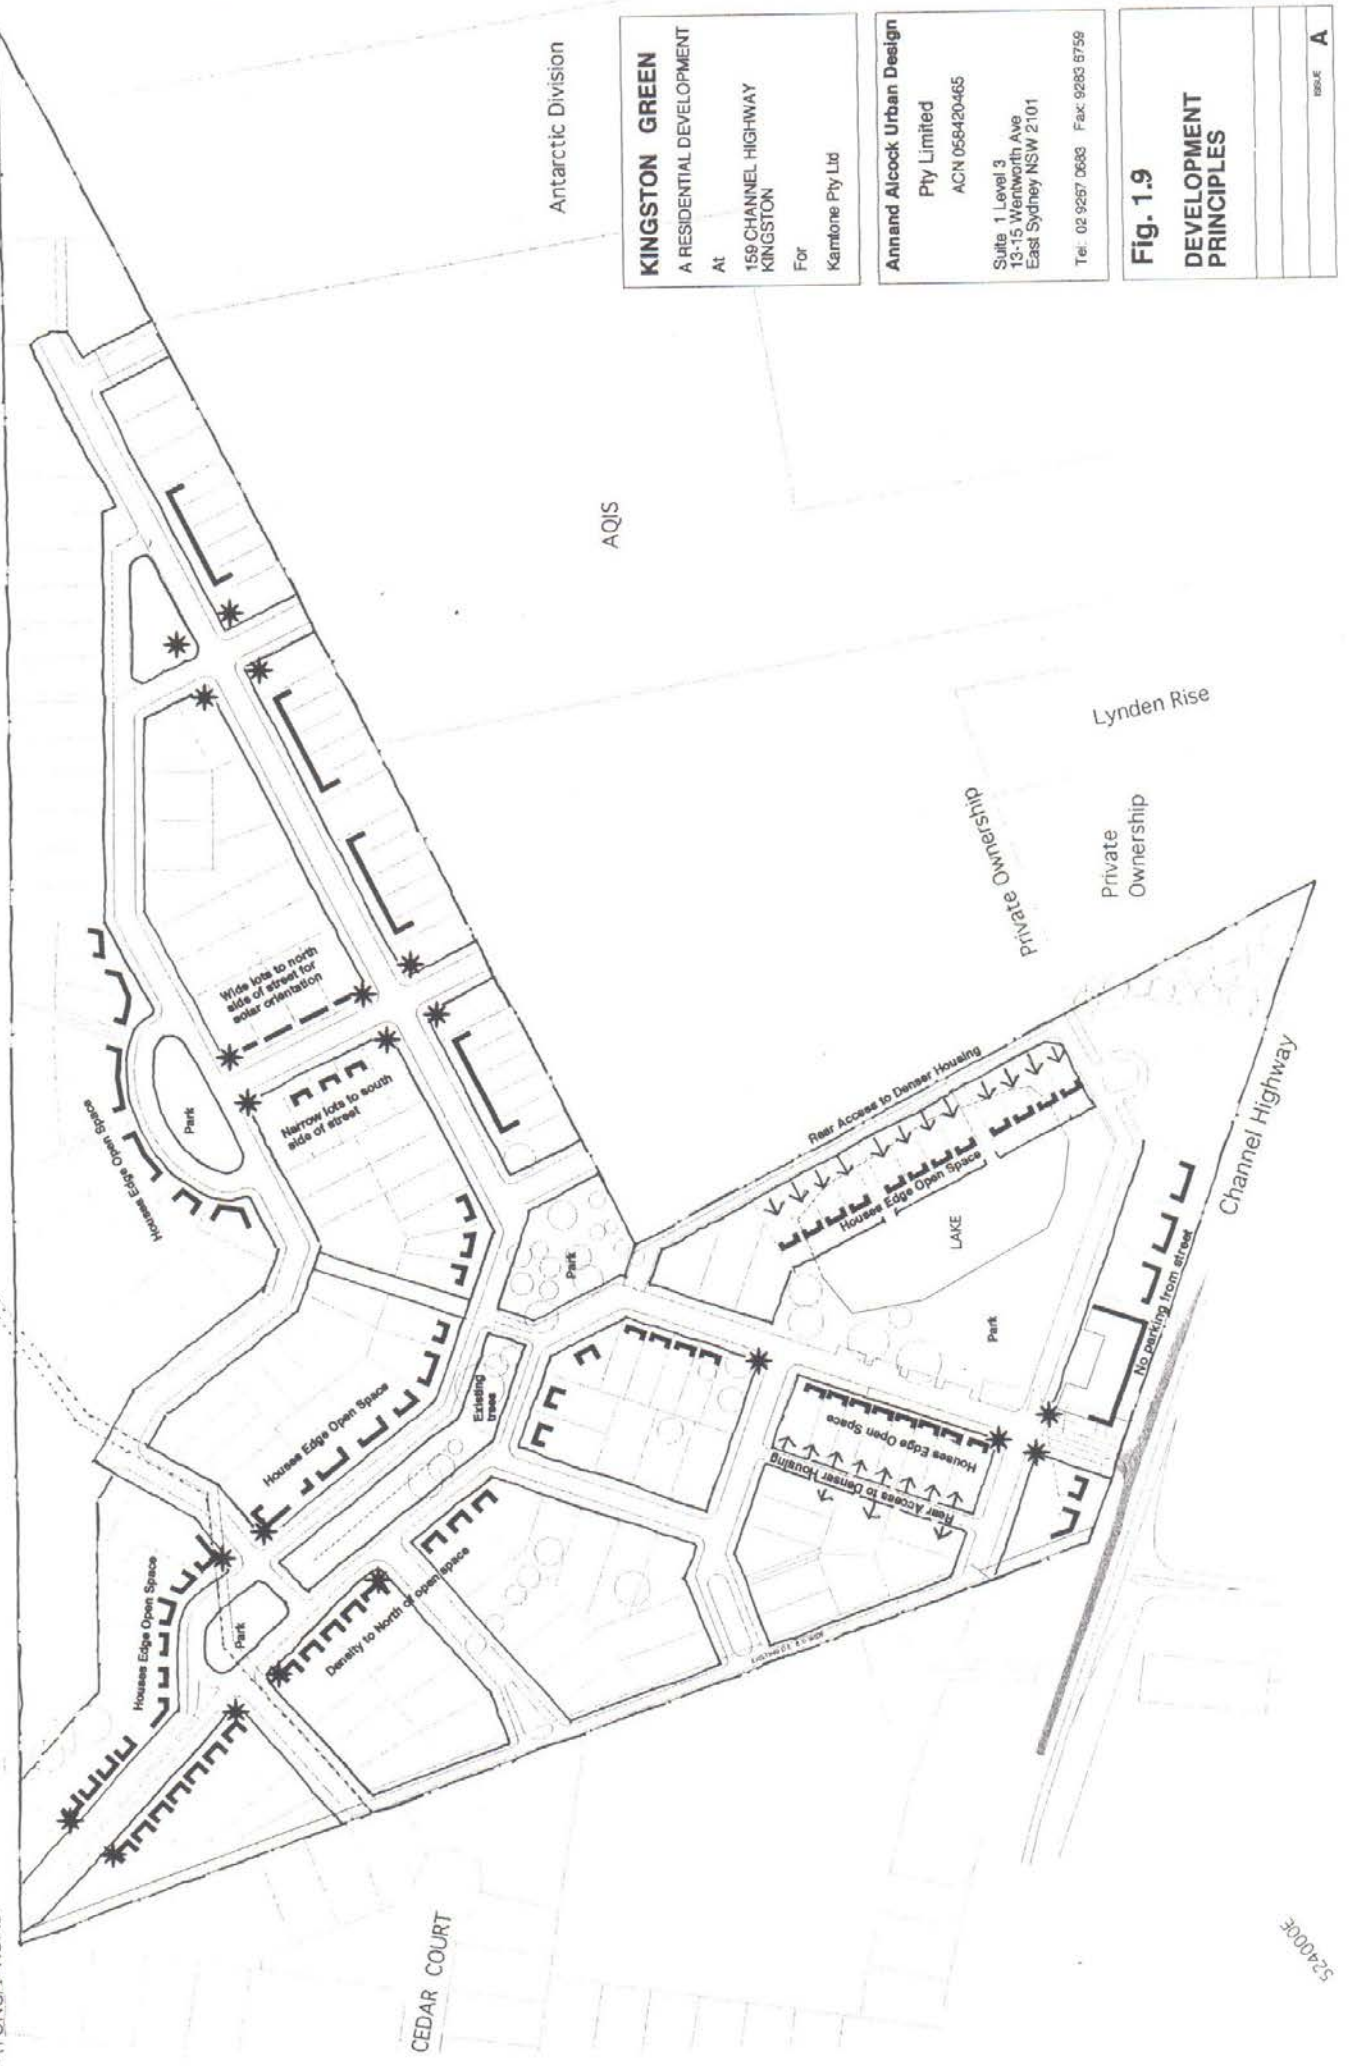 Antarctic Division
AQIS
Lynden Rise
Private Ownership
Private
Ownership
Channel Highway
CEDAR COURT
524000E
Wide lots to north
side of street for
solar orientation
Narrow lots to south
side of street
Houses Edge Open Space
Park
Park
Houses Edge Open Space
Existing
trees
Houses Edge Open Space
Park
Density to North of open space
Rear Access to Denser Housing
Houses Edge Open Space
LAKE
Park
Houses Edge Open Space
Rear Access to Denser Housing
No parking from street
KINGSTON GREEN
A RESIDENTIAL DEVELOPMENT
At
159 CHANNEL HIGHWAY
KINGSTON
For
Kamtone Pty Ltd
Annand Alcock Urban Design
Pty Limited
ACN 058420465
Suite 1 Level 3
13-15 Wentworth Ave
East Sydney NSW 2101
Tel: 02 9267 0683 Fax: 9283 8759
Fig. 1.9
DEVELOPMENT
PRINCIPLES
ISSUE A